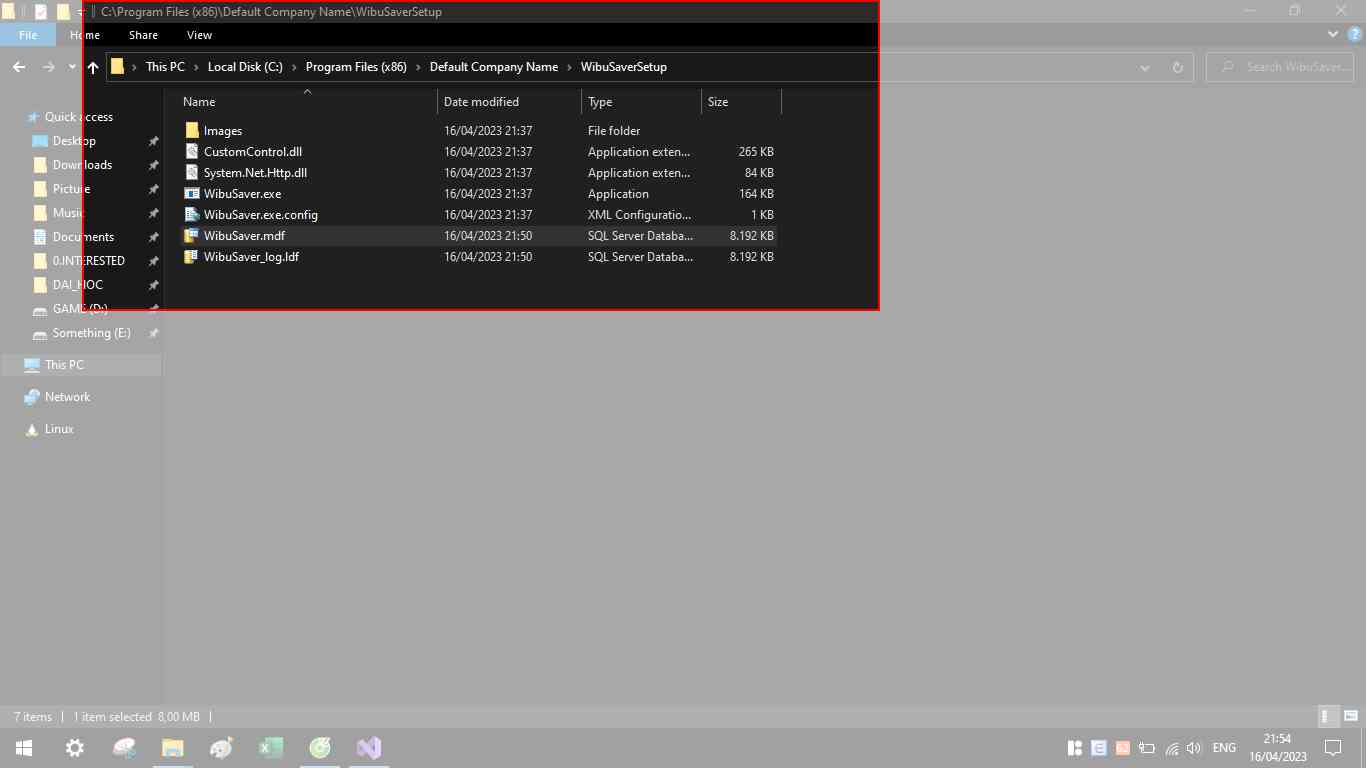 C:\Program Files (x86)\Default Company Name\WibuSaverSetup
File Home Share View
This PC Local Disk (C:) Program Files (x86) Default Company Name WibuSaverSetup Search WibuSaver...
Name Date modified Type Size
Quick access
Desktop
Downloads
Picture
Music
Documents
0.INTERESTED
DAI_HOC
GAME (D:)
Something (E:)
This PC
Network
Linux
Images 16/04/2023 21:37 File folder
CustomControl.dll 16/04/2023 21:37 Application exten... 265 KB
System.Net.Http.dll 16/04/2023 21:37 Application exten... 84 KB
WibuSaver.exe 16/04/2023 21:37 Application 164 KB
WibuSaver.exe.config 16/04/2023 21:37 XML Configuratio... 1 KB
WibuSaver.mdf 16/04/2023 21:50 SQL Server Databa... 8.192 KB
WibuSaver_log.ldf 16/04/2023 21:50 SQL Server Databa... 8.192 KB
7 items 1 item selected 8,00 MB
ENG 21:54
16/04/2023